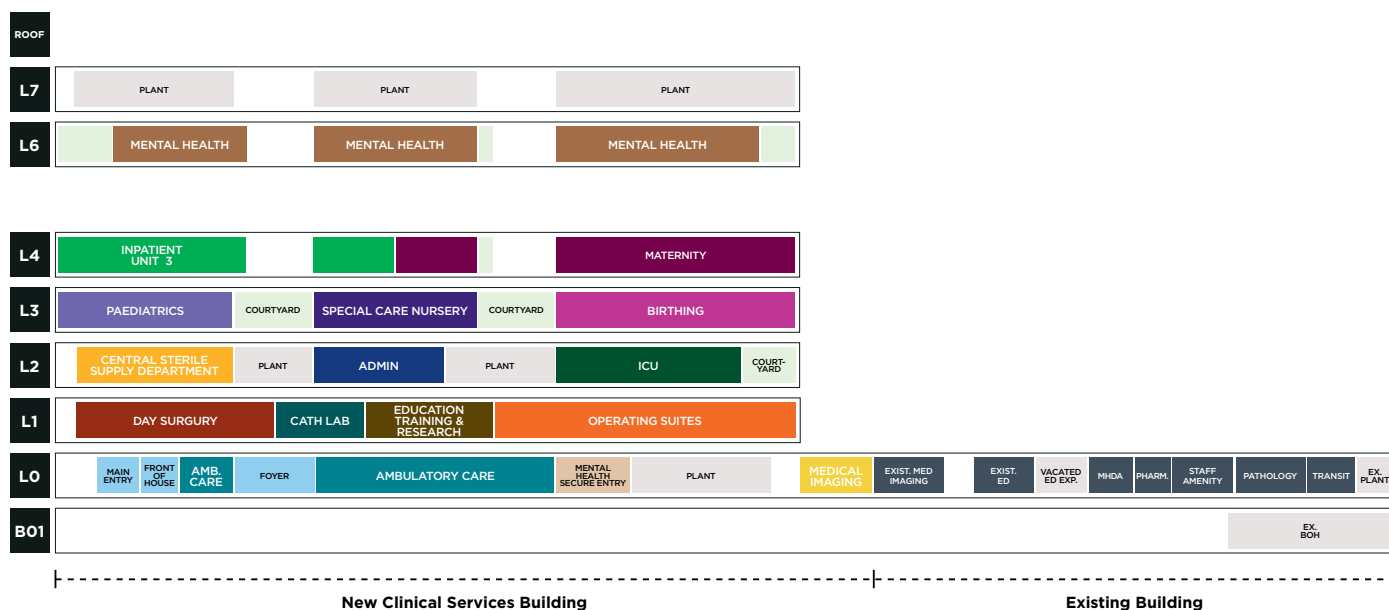 ROOF
L7
PLANT
PLANT
PLANT
L6
MENTAL HEALTH
MENTAL HEALTH
MENTAL HEALTH
L4
INPATIENT
UNIT 3
MATERNITY
L3
PAEDIATRICS
COURTYARD
SPECIAL CARE NURSERY
COURTYARD
BIRTHING
L2
CENTRAL STERILE
SUPPLY DEPARTMENT
PLANT
ADMIN
PLANT
ICU
COURT-
YARD
L1
DAY SURGURY
CATH LAB
EDUCATION
TRAINING &
RESEARCH
OPERATING SUITES
L0
MAIN
ENTRY
FRONT
OF
HOUSE
AMB.
CARE
FOYER
AMBULATORY CARE
MENTAL
HEALTH
SECURE ENTRY
PLANT
MEDICAL
IMAGING
EXIST. MED
IMAGING
EXIST.
ED
VACATED
ED EXP.
MHDA
PHARM.
STAFF
AMENITY
PATHOLOGY
TRANSIT
EX.
PLANT
B01
EX.
BOH
New Clinical Services Building
Existing Building